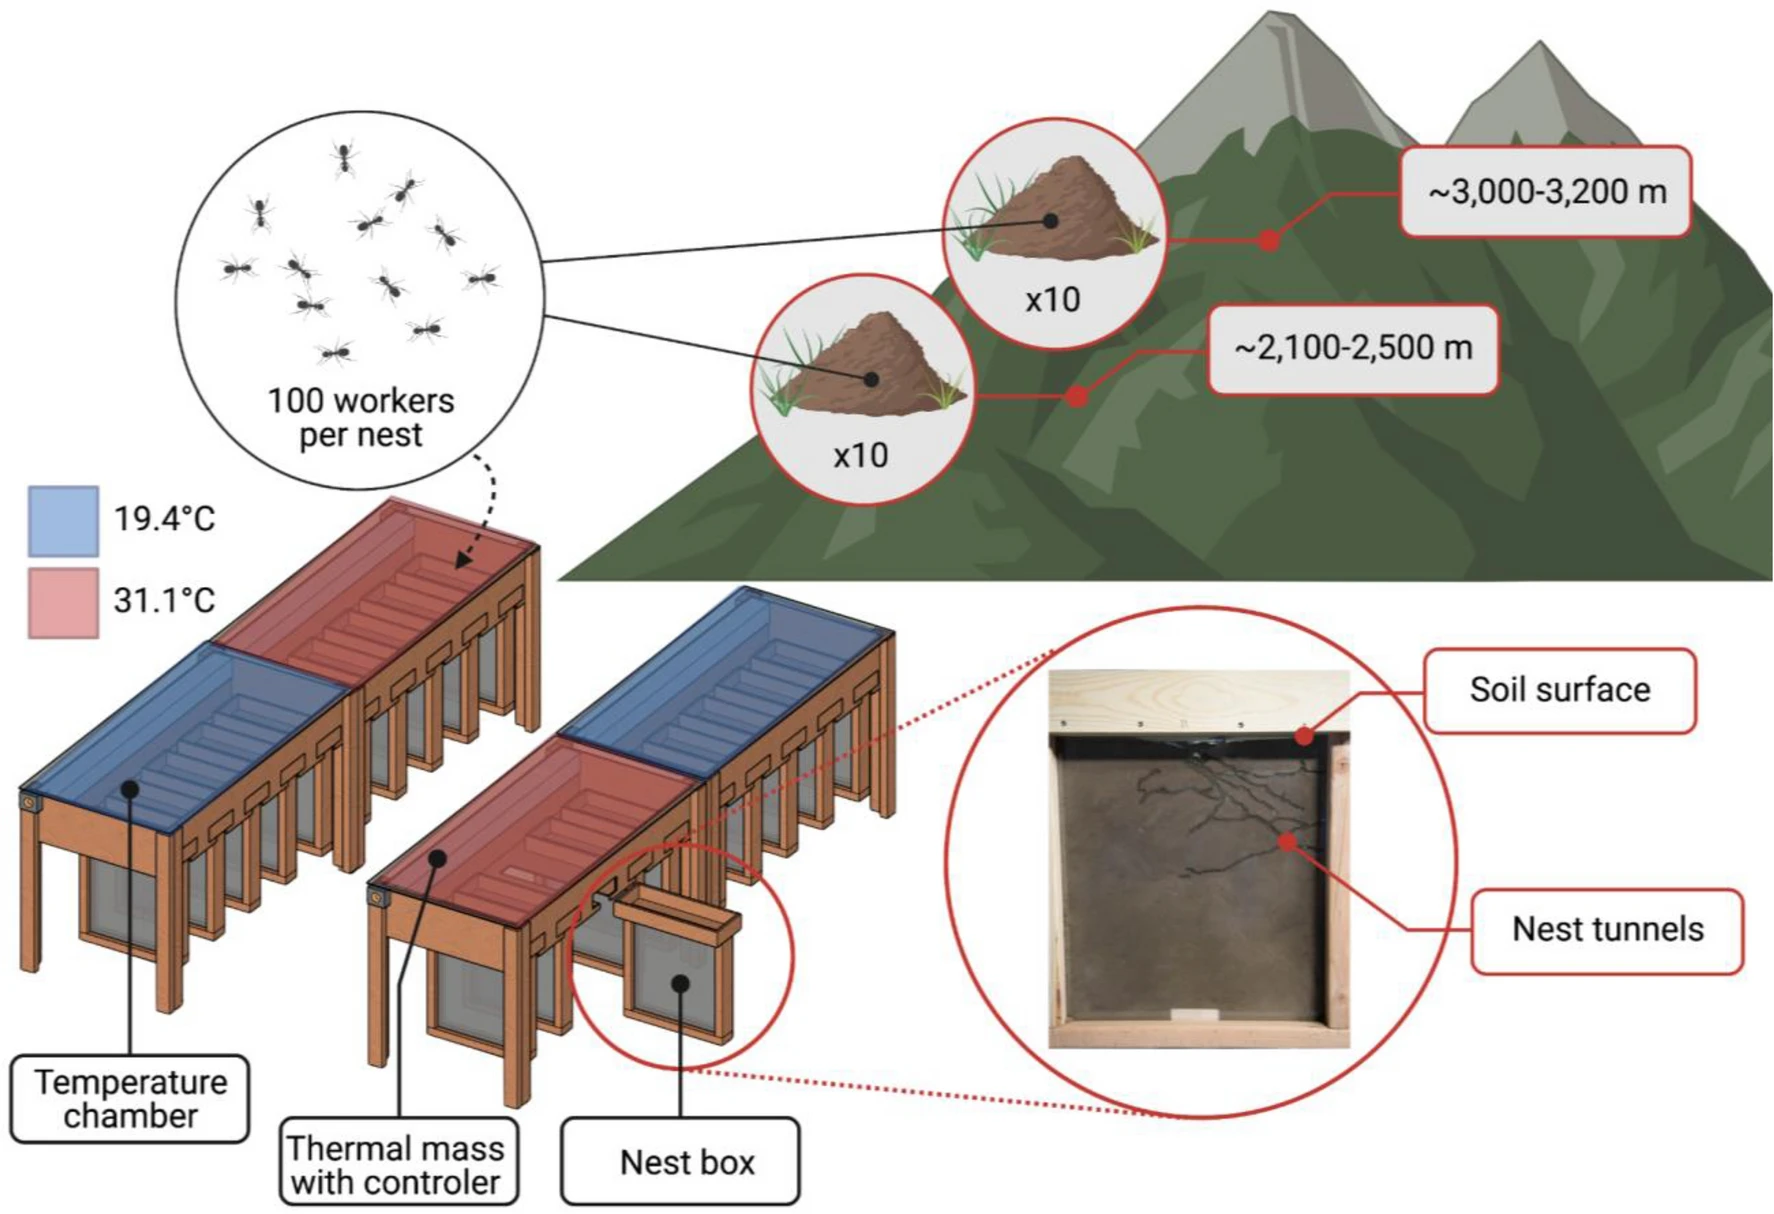 ~3,000-3,200 m
x10
~2,100-2,500 m
x10
100 workers
per nest
19.4°C
31.1°C
Soil surface
Nest tunnels
Temperature
chamber
Thermal mass
with controler
Nest box